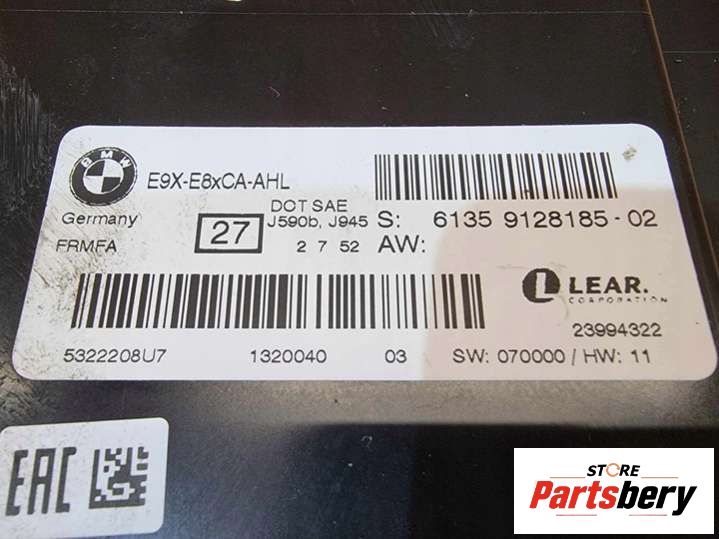 BMW
E9X-E8xCA-AHL
Germany
FRMFA
27
DOT SAE
J590b, J945
2 7 52
S: 6135 9128185-02
AW:
LEAR.
CORPORATION
23994322
5322208U7 1320040 03 SW: 070000 / HW: 11
EAC
STORE
Partsbery